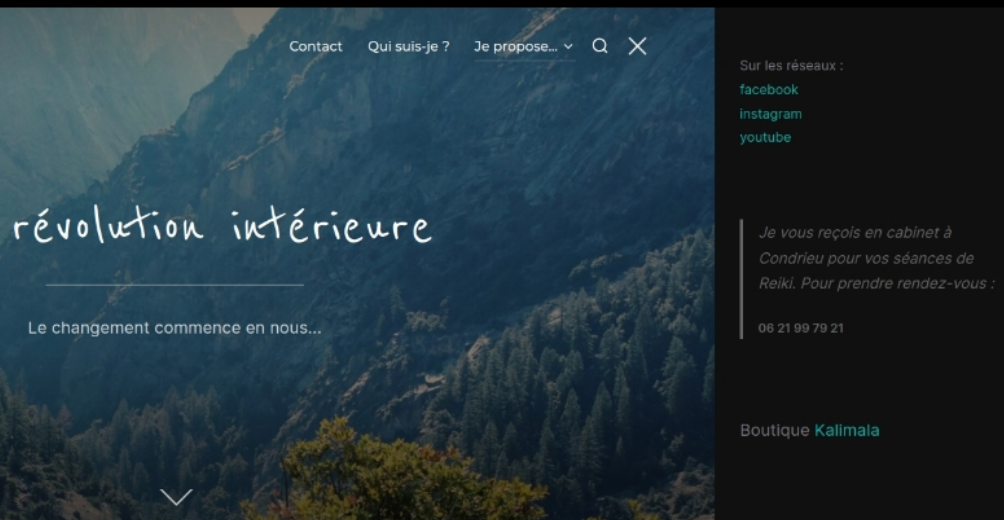 Contact Qui suis-je ? Je propose...
révolution intérieure
Le changement commence en nous...
Sur les réseaux :
facebook
instagram
youtube
Je vous reçois en cabinet à
Condrieu pour vos séances de
Reiki. Pour prendre rendez-vous :
06 21 99 79 21
Boutique Kalimala